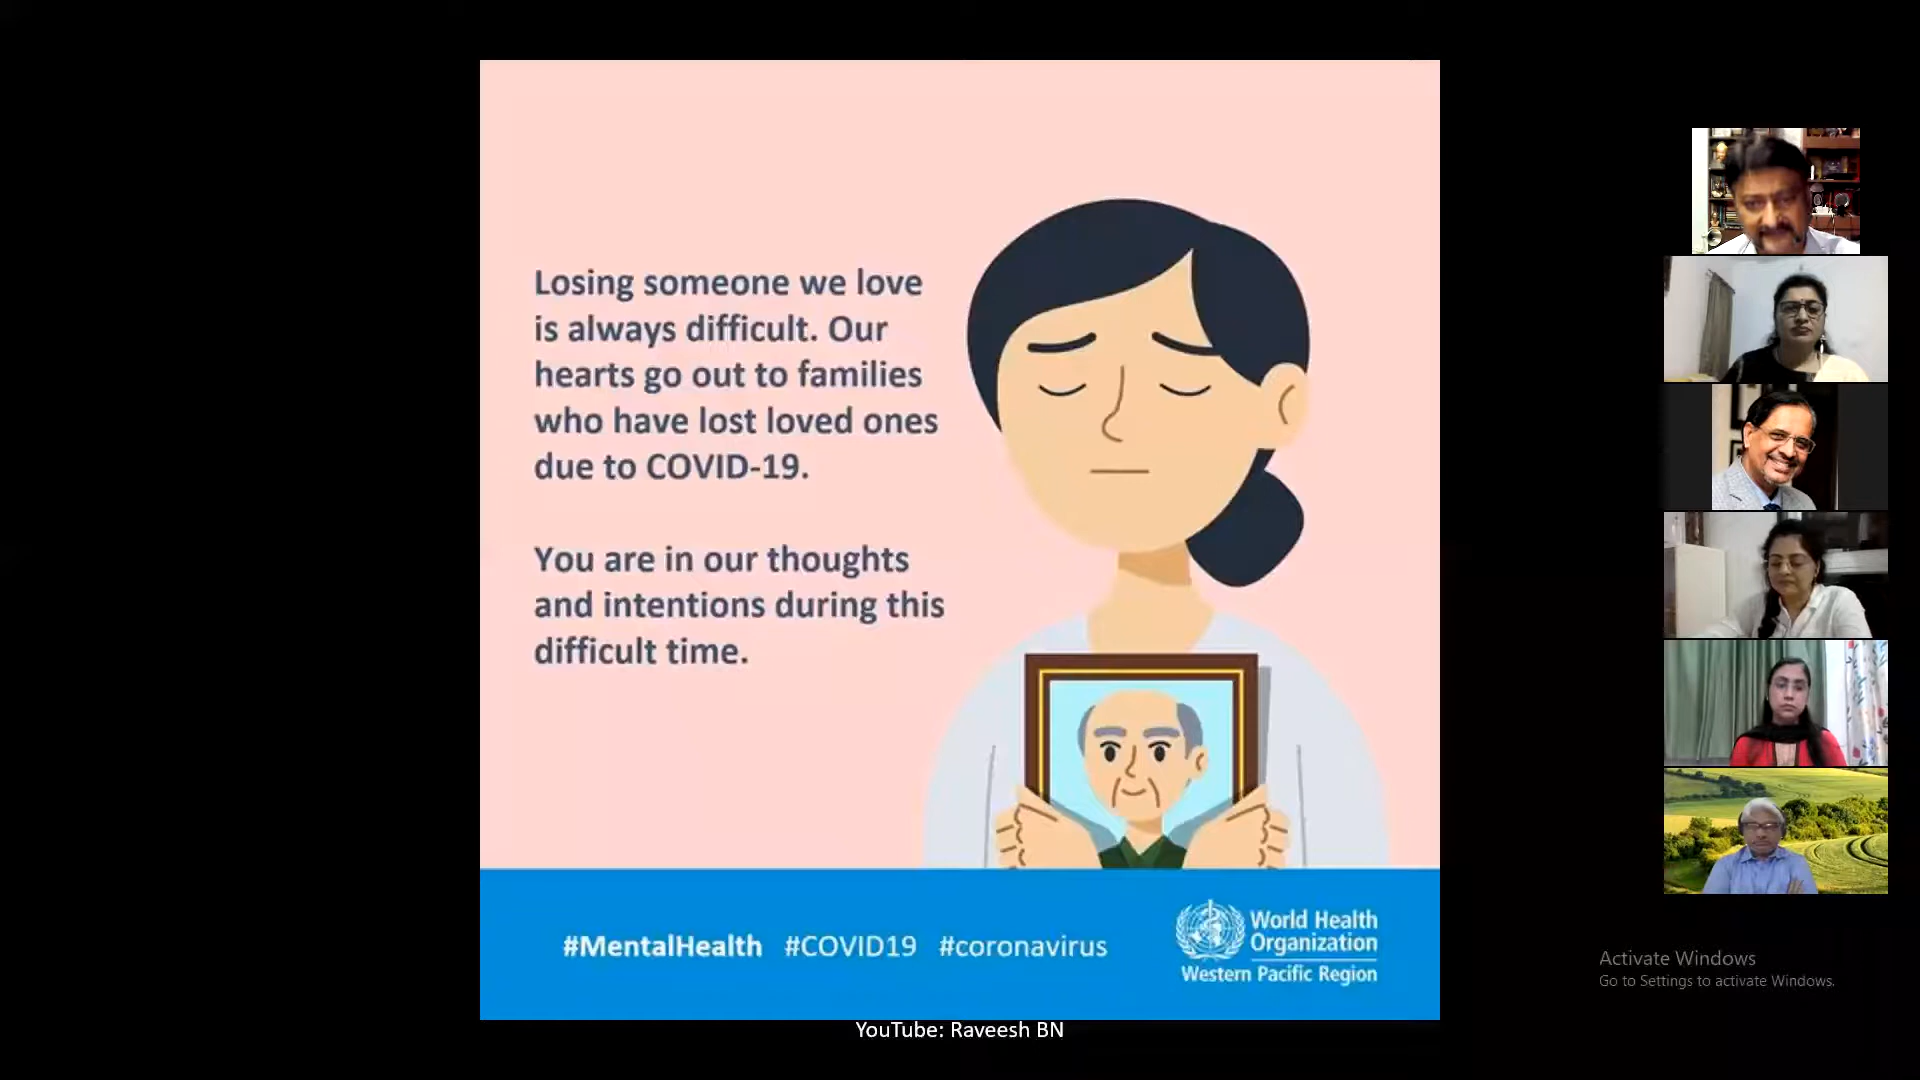 Losing someone we love
is always difficult. Our
hearts go out to families
who have lost loved ones
due to COVID-19.
You are in our thoughts
and intentions during this
difficult time.
#MentalHealth #COVID19 #coronavirus
World Health
Organization
Western Pacific Region
YouTube: Raveesh BN
Activate Windows
Go to Settings to activate Windows.